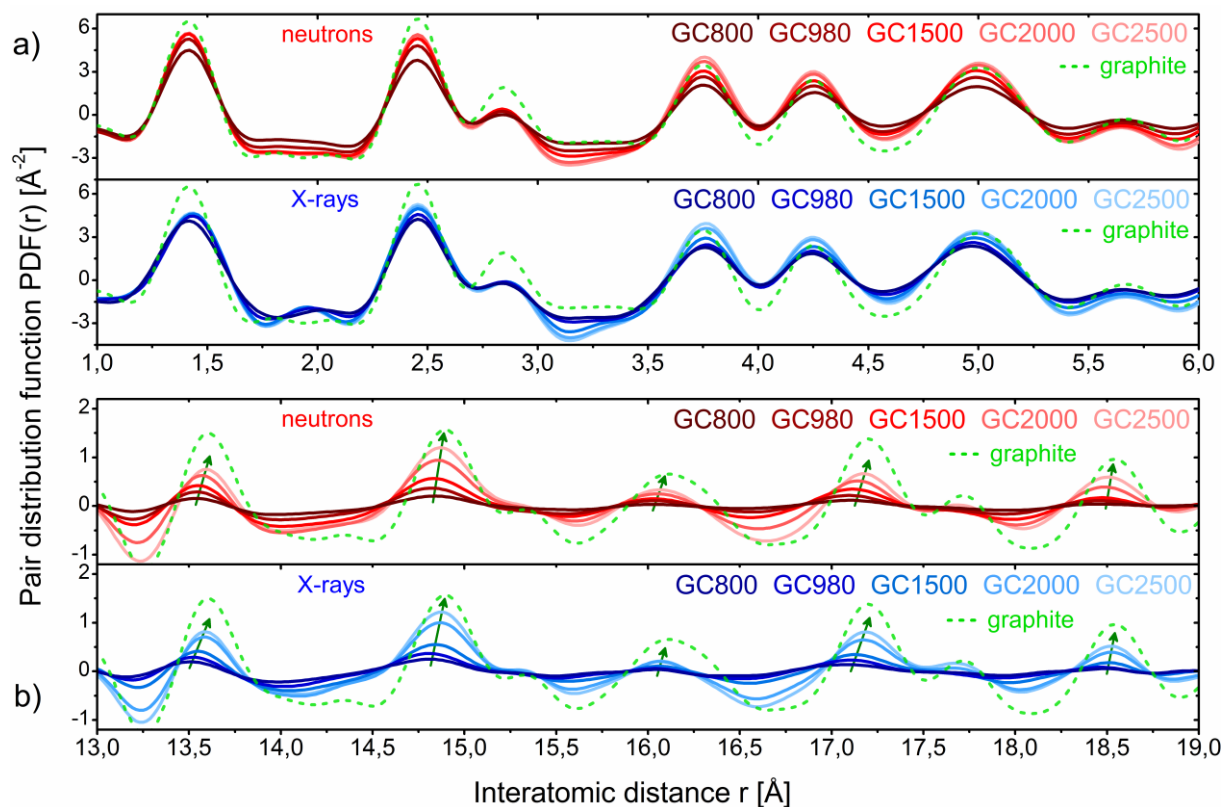 a)
Pair distribution function PDF(r) [Å⁻²]
neutrons GC800 GC980 GC1500 GC2000 GC2500
graphite
6
3
0
-3
X-rays GC800 GC980 GC1500 GC2000 GC2500
graphite
6
3
0
-3
1,0 1,5 2,0 2,5 3,0 3,5 4,0 4,5 5,0 5,5 6,0
neutrons GC800 GC980 GC1500 GC2000 GC2500
graphite
2
1
0
-1
b)
X-rays GC800 GC980 GC1500 GC2000 GC2500
graphite
2
1
0
-1
13,0 13,5 14,0 14,5 15,0 15,5 16,0 16,5 17,0 17,5 18,0 18,5 19,0
Interatomic distance r [Å]